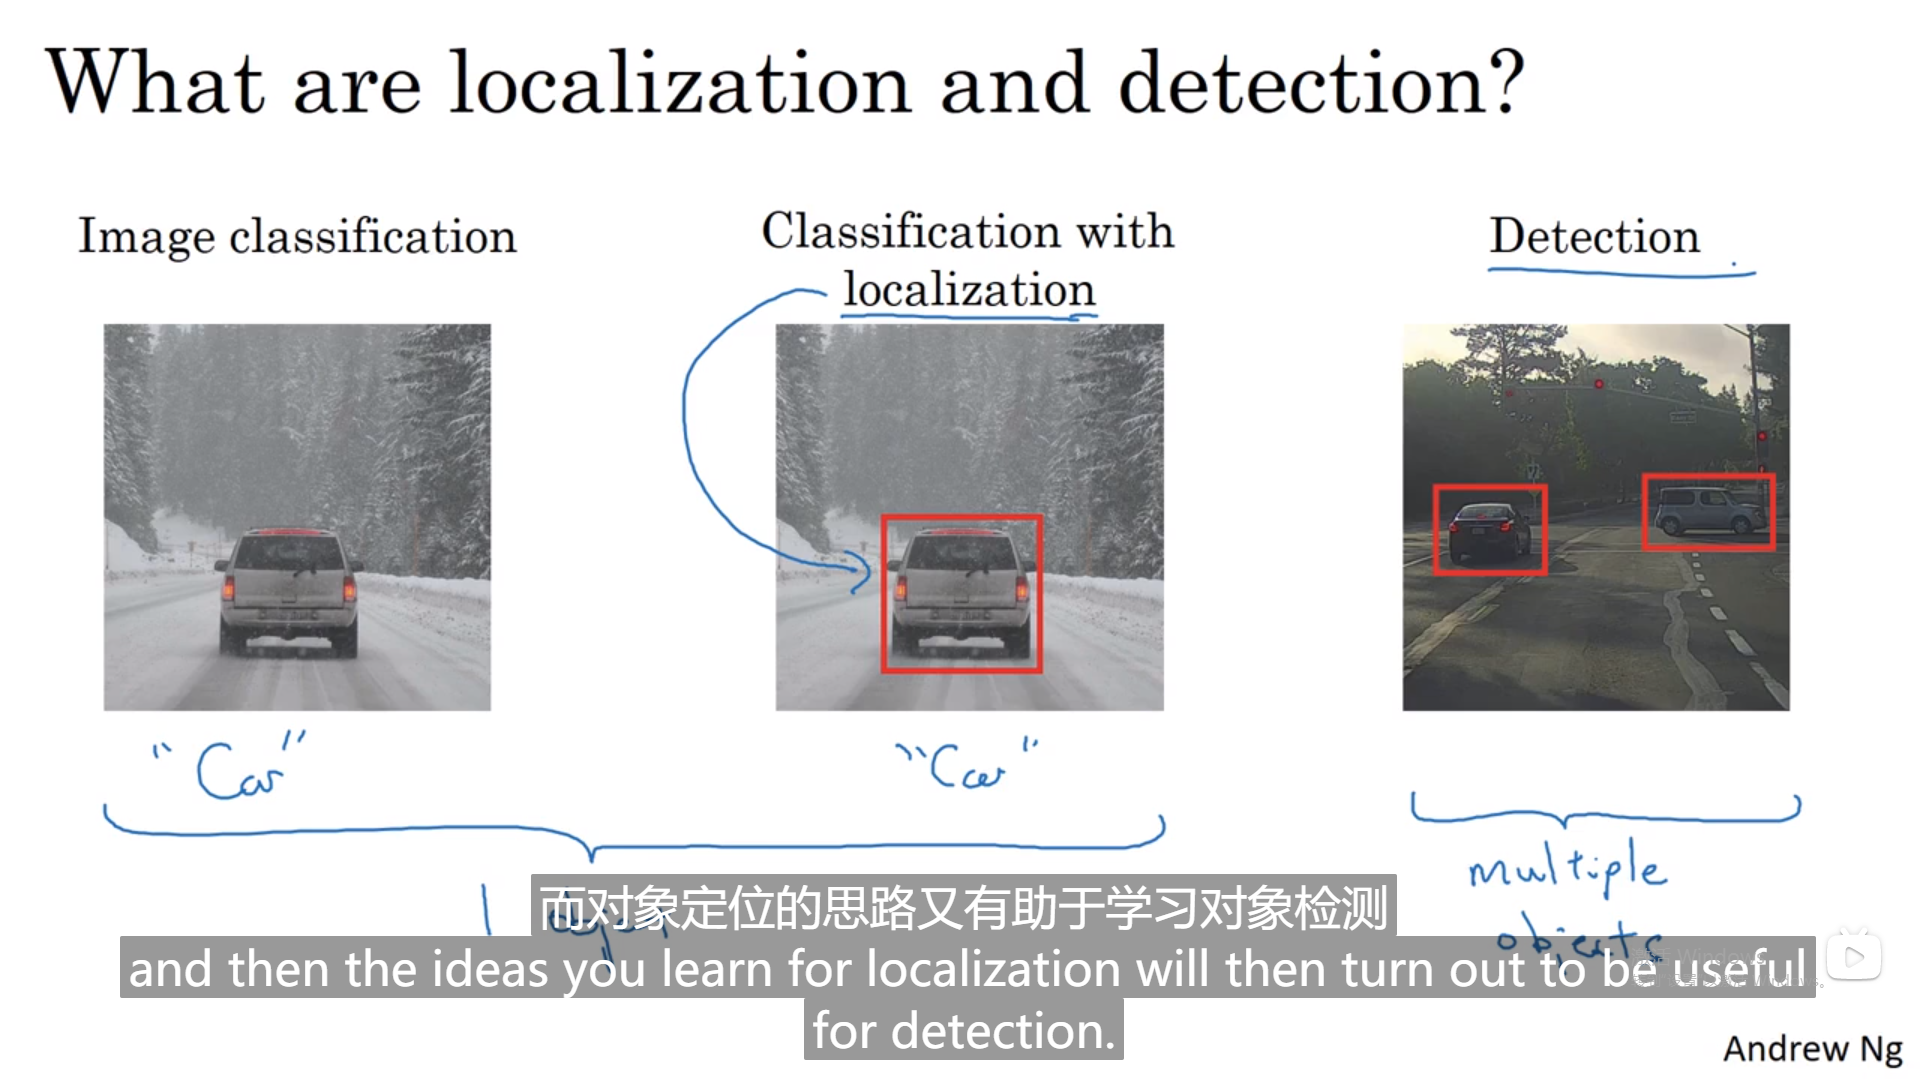 What are localization and detection?
Image classification
Classification with
localization
Detection
"Car"
"Car"
1 object
multiple
objects
而对象定位的思路又有助于学习对象检测
and then the ideas you learn for localization will then turn out to be useful
for detection.
Andrew Ng